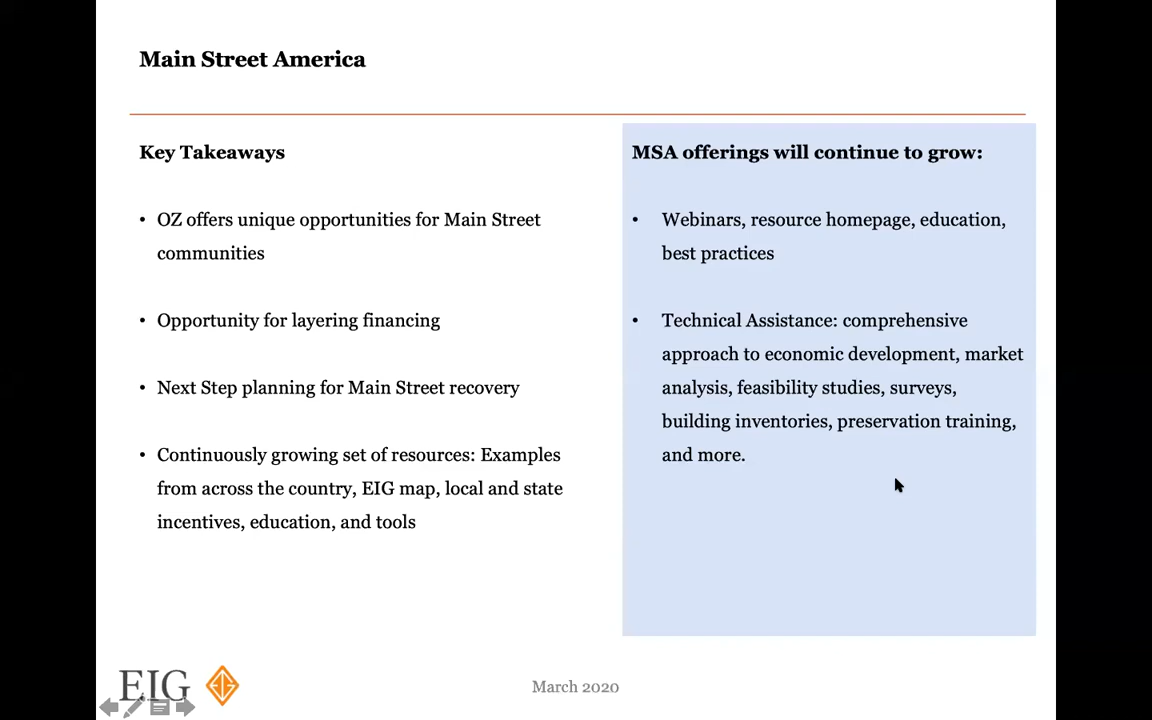 Main Street America
Key Takeaways
• OZ offers unique opportunities for Main Street
communities
• Opportunity for layering financing
• Next Step planning for Main Street recovery
• Continuously growing set of resources: Examples
from across the country, EIG map, local and state
incentives, education, and tools
MSA offerings will continue to grow:
• Webinars, resource homepage, education,
best practices
• Technical Assistance: comprehensive
approach to economic development, market
analysis, feasibility studies, surveys,
building inventories, preservation training,
and more.
EIG
March 2020